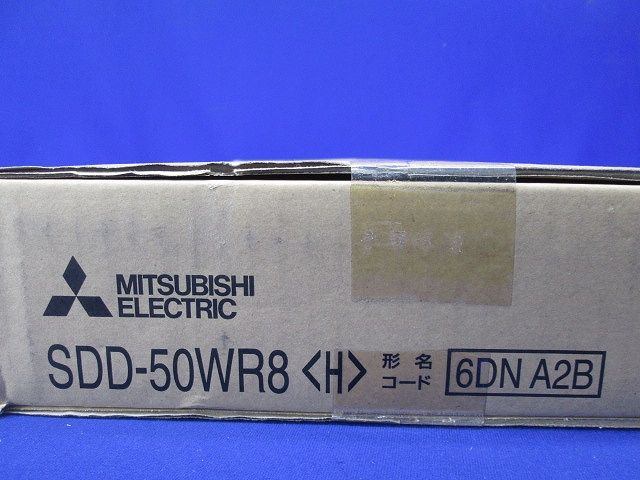 MITSUBISHI
ELECTRIC
SDD-50WR8 <H> 形名コード 6DN A2B